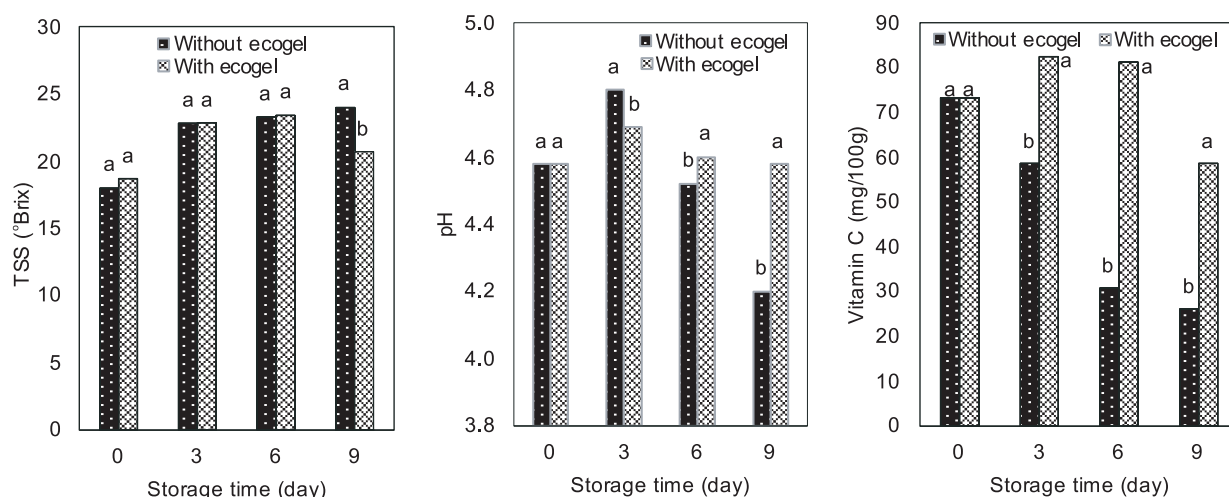 30
25
20
15
10
5
0
TSS (°Brix)
Without ecogel
With ecogel
a a
a a
a a
a b
0 3 6 9
Storage time (day)
5.0
4.8
4.6
4.4
4.2
4.0
3.8
pH
Without ecogel
With ecogel
a a
a b
b a
b a
0 3 6 9
Storage time (day)
90
80
70
60
50
40
30
20
10
0
Vitamin C (mg/100g)
Without ecogel With ecogel
a a
b a
b a
b a
0 3 6 9
Storage time (day)